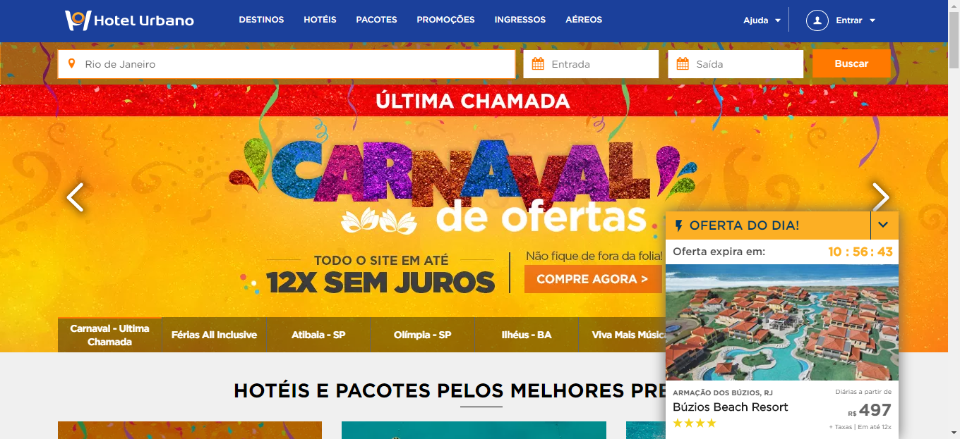 Hotel Urbano
DESTINOS HOTÉIS PACOTES PROMOÇÕES INGRESSOS AÉREOS
Ajuda Entrar
Rio de Janeiro
Entrada
Saída
Buscar
ÚLTIMA CHAMADA
CARNAVAL
de ofertas
TODO O SITE EM ATÉ
12X SEM JUROS
Não fique de fora da folia!
COMPRE AGORA >
OFERTA DO DIA!
Oferta expira em: 10 : 56 : 43
ARMAÇÃO DOS BÚZIOS, RJ
Búzios Beach Resort
Diárias a partir de
R$ 497
+ Taxas | Em até 12x
Carnaval - Ultima
Chamada
Férias All Inclusive
Atibaia - SP
Olímpia - SP
Ilhéus - BA
Viva Mais Música
HOTÉIS E PACOTES PELOS MELHORES PRE